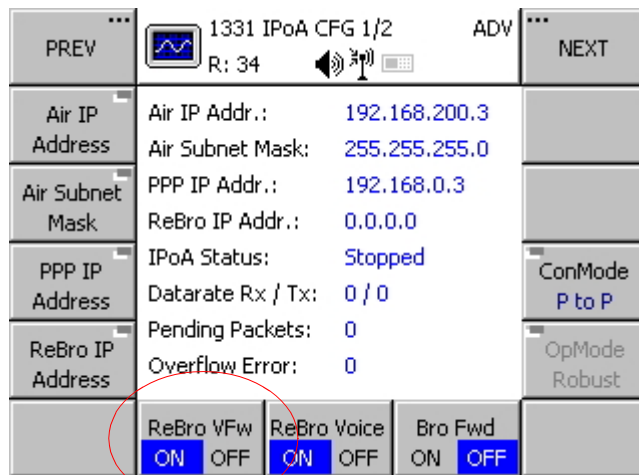 PREV
1331 IPoA CFG 1/2 ADV
R: 34
NEXT
Air IP
Address
Air Subnet
Mask
PPP IP
Address
ReBro IP
Address
Air IP Addr.: 192.168.200.3
Air Subnet Mask: 255.255.255.0
PPP IP Addr.: 192.168.0.3
ReBro IP Addr.: 0.0.0.0
IPoA Status: Stopped
Datarate Rx / Tx: 0 / 0
Pending Packets: 0
Overflow Error: 0
ConMode
P to P
OpMode
Robust
ReBro VFw
ON OFF
ReBro Voice
ON OFF
Bro Fwd
ON OFF